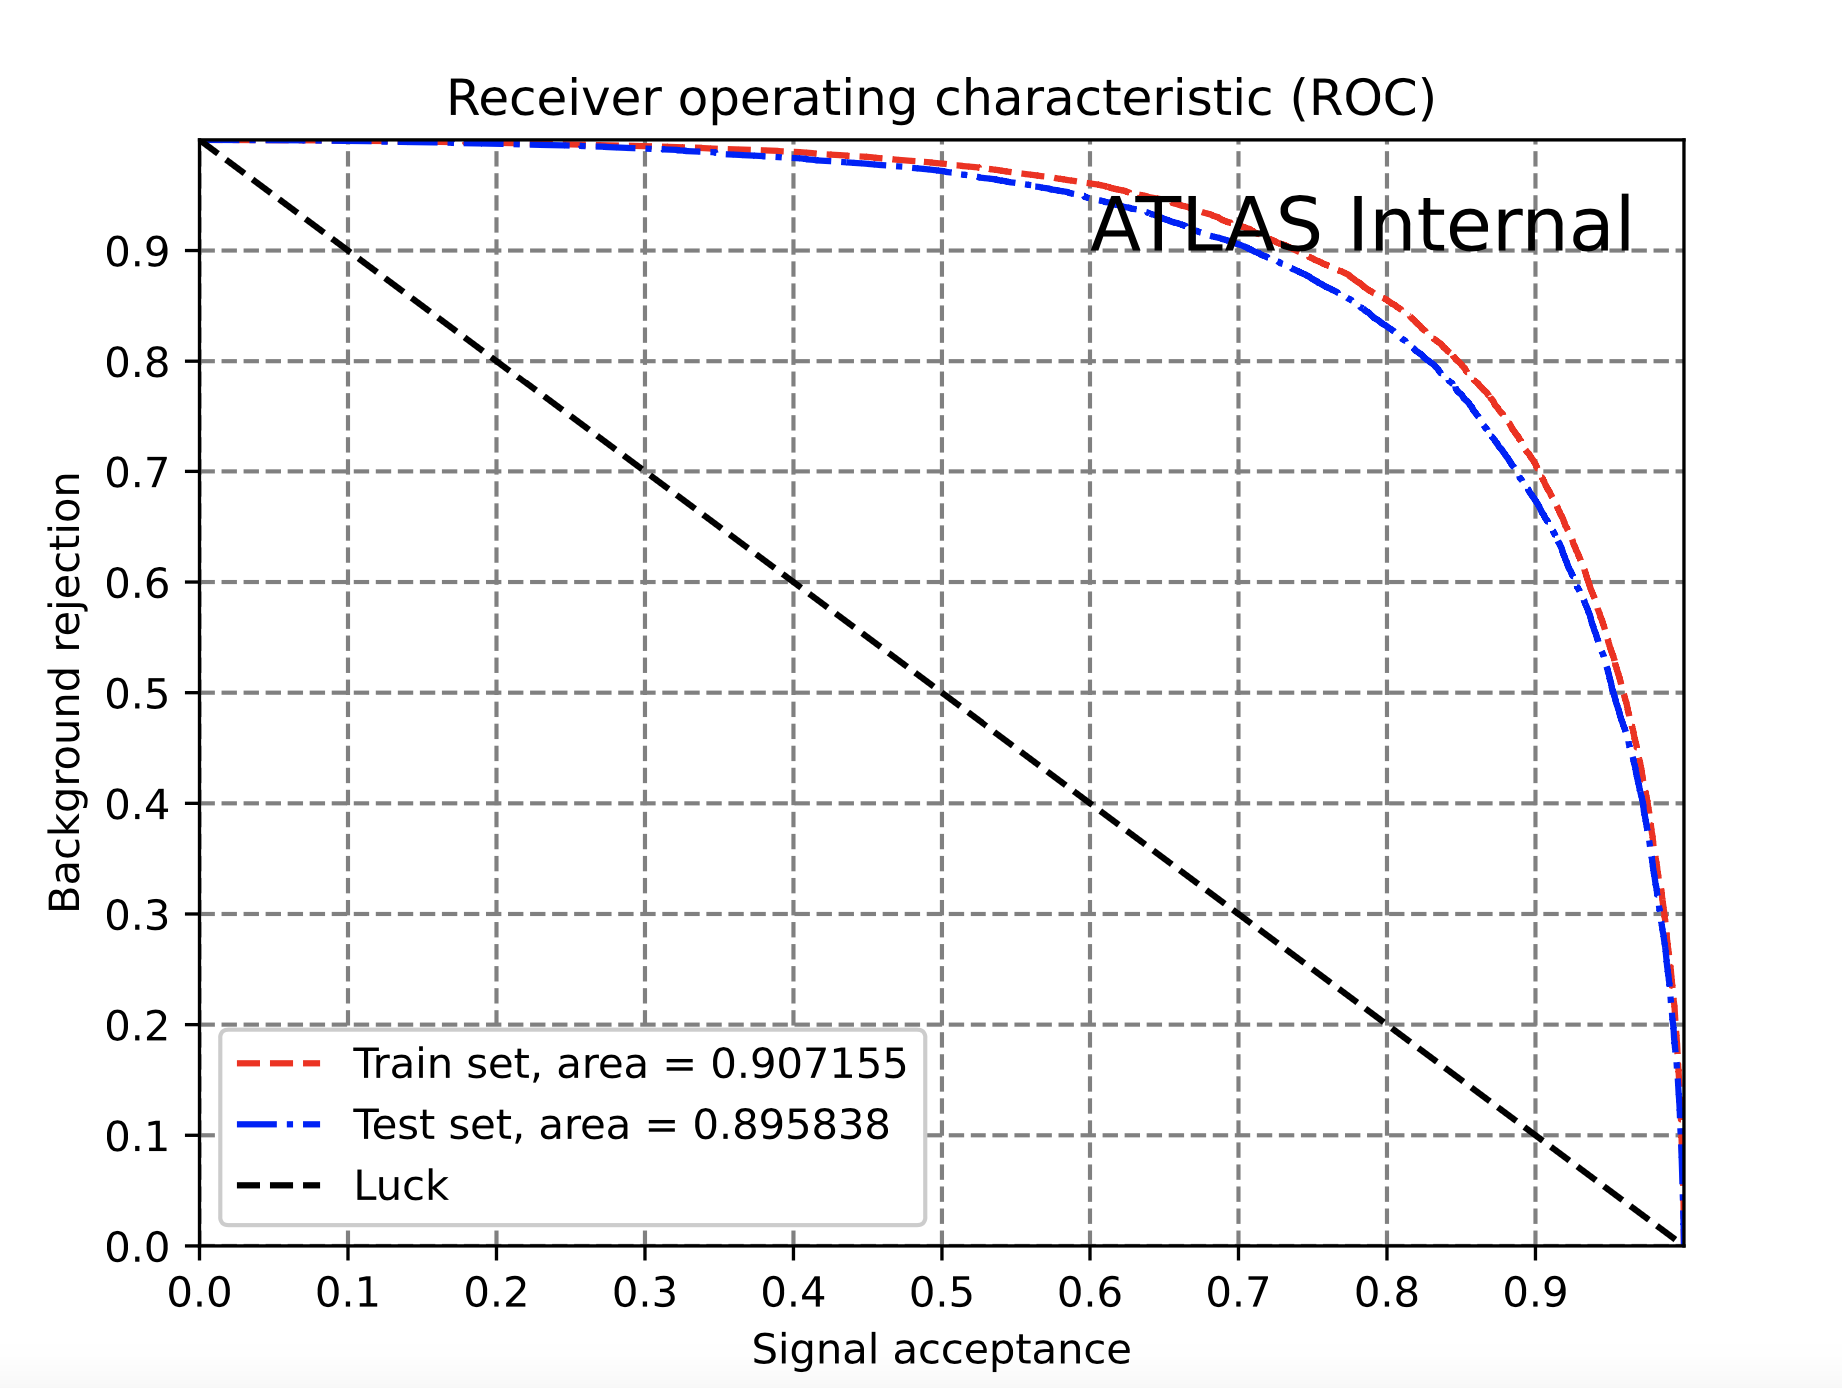 Receiver operating characteristic (ROC)
ATLAS Internal
Background rejection
0.9
0.8
0.7
0.6
0.5
0.4
0.3
0.2
0.1
0.0
Train set, area = 0.907155
Test set, area = 0.895838
Luck
0.0 0.1 0.2 0.3 0.4 0.5 0.6 0.7 0.8 0.9
Signal acceptance